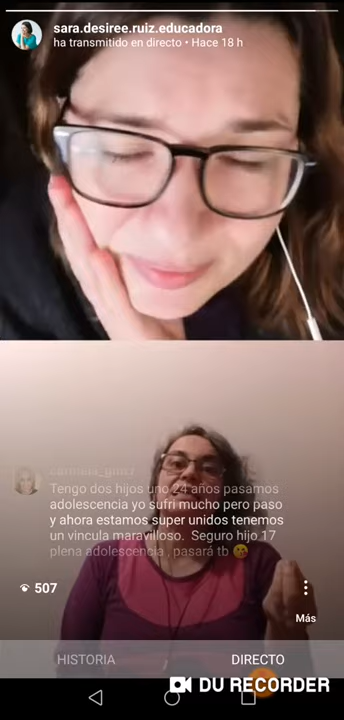 sara.desiree.ruiz.educadora
ha transmitido en directo • Hace 18 h
Tengo dos hijos uno 24 años pasamos
adolescencia yo sufri mucho pero paso
y ahora estamos super unidos tenemos
un vincula maravilloso. Seguro hijo 17
plena adolescencia , pasará tb
507
Más
HISTORIA
DIRECTO
DU RECORDER